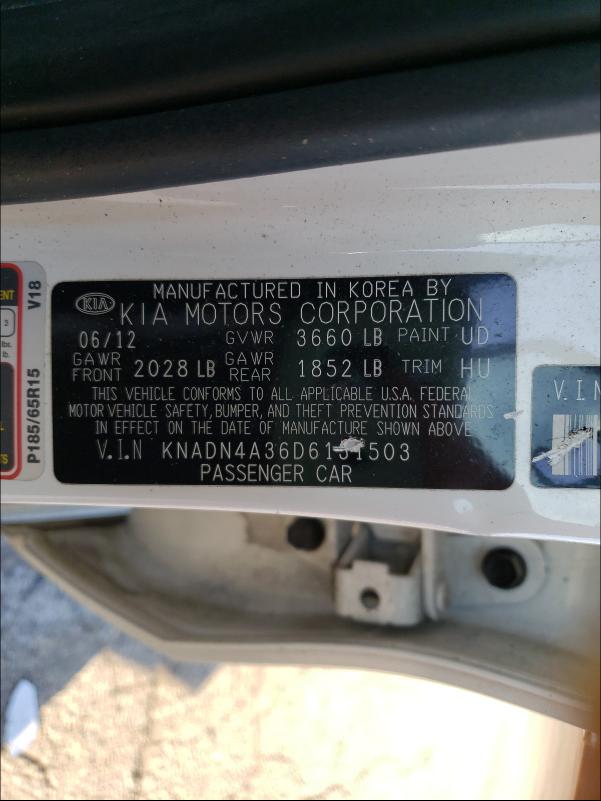 MANUFACTURED IN KOREA BY
KIA KIA MOTORS CORPORATION
06/12 GVWR 3660 LB PAINT UD
GAWR FRONT 2028 LB GAWR REAR 1852 LB TRIM HU
THIS VEHICLE CONFORMS TO ALL APPLICABLE U.S.A. FEDERAL
MOTOR VEHICLE SAFETY, BUMPER, AND THEFT PREVENTION STANDARDS
IN EFFECT ON THE DATE OF MANUFACTURE SHOWN ABOVE
V.I.N
PASSENGER CAR
P185/65R15 V18
V.I.N